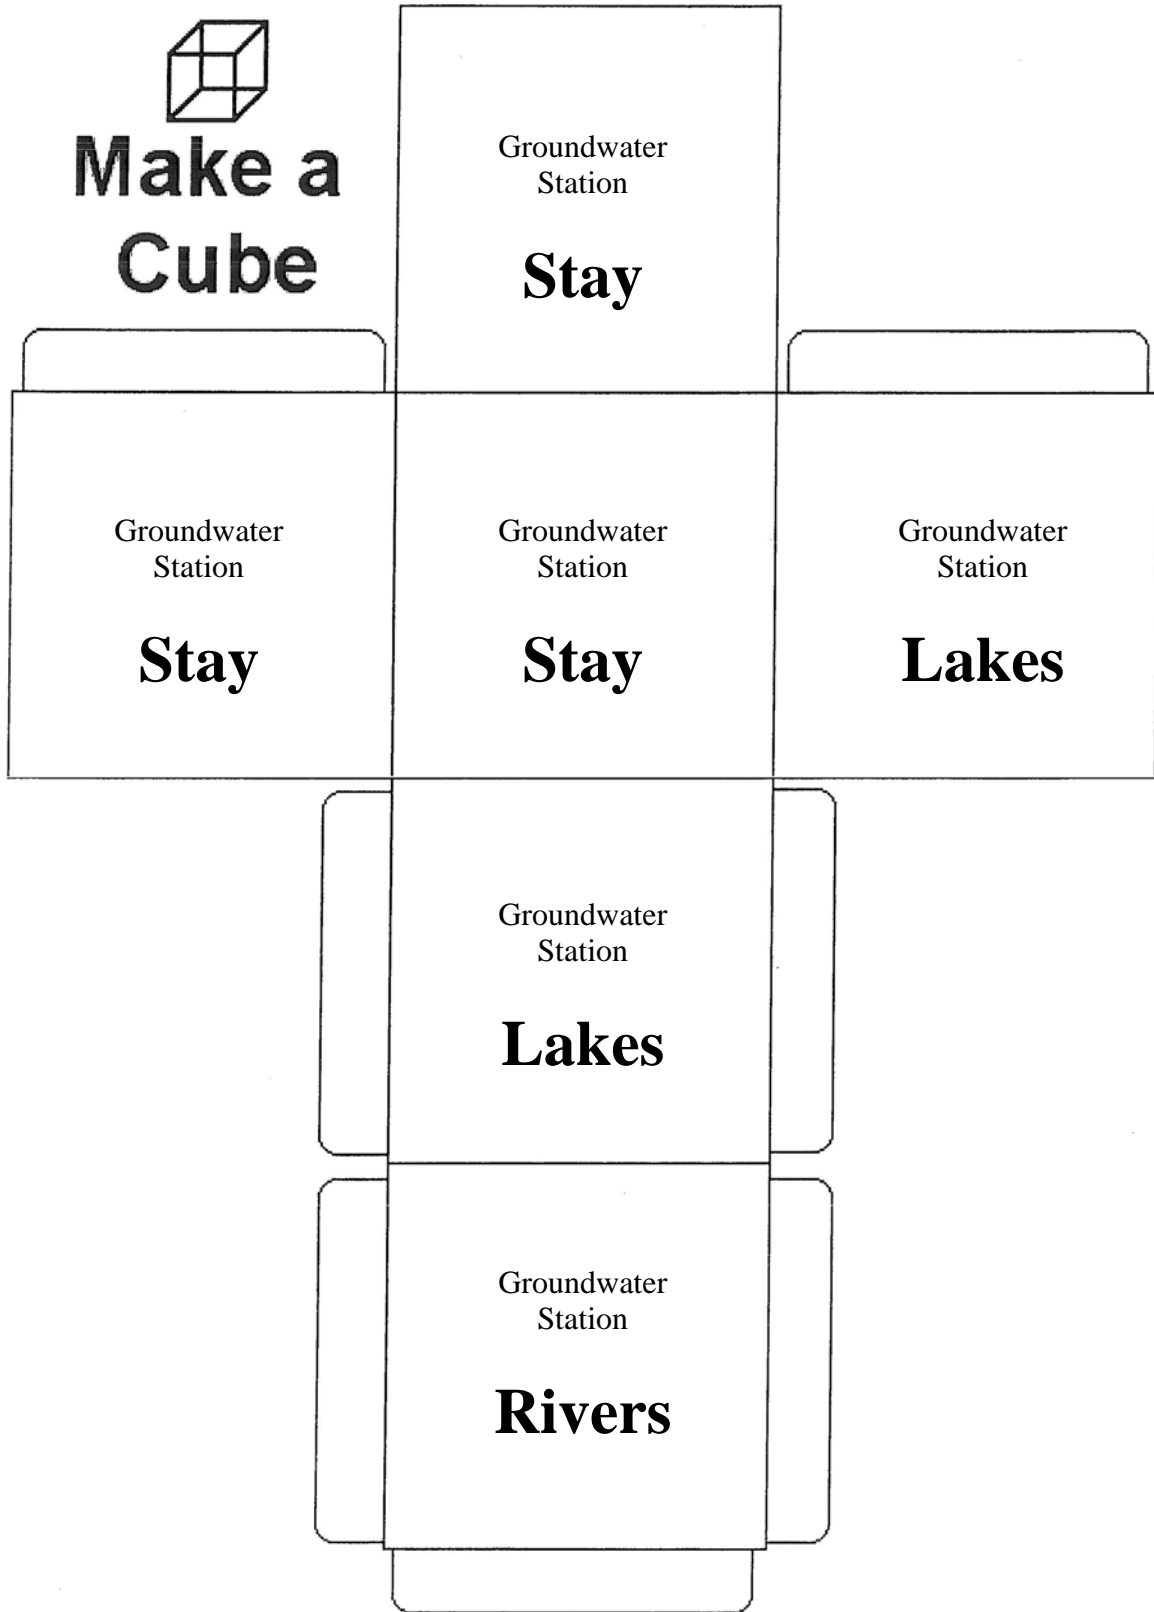 Make a
Cube
Groundwater
Station
Stay
Groundwater
Station
Stay
Groundwater
Station
Stay
Groundwater
Station
Lakes
Groundwater
Station
Lakes
Groundwater
Station
Rivers